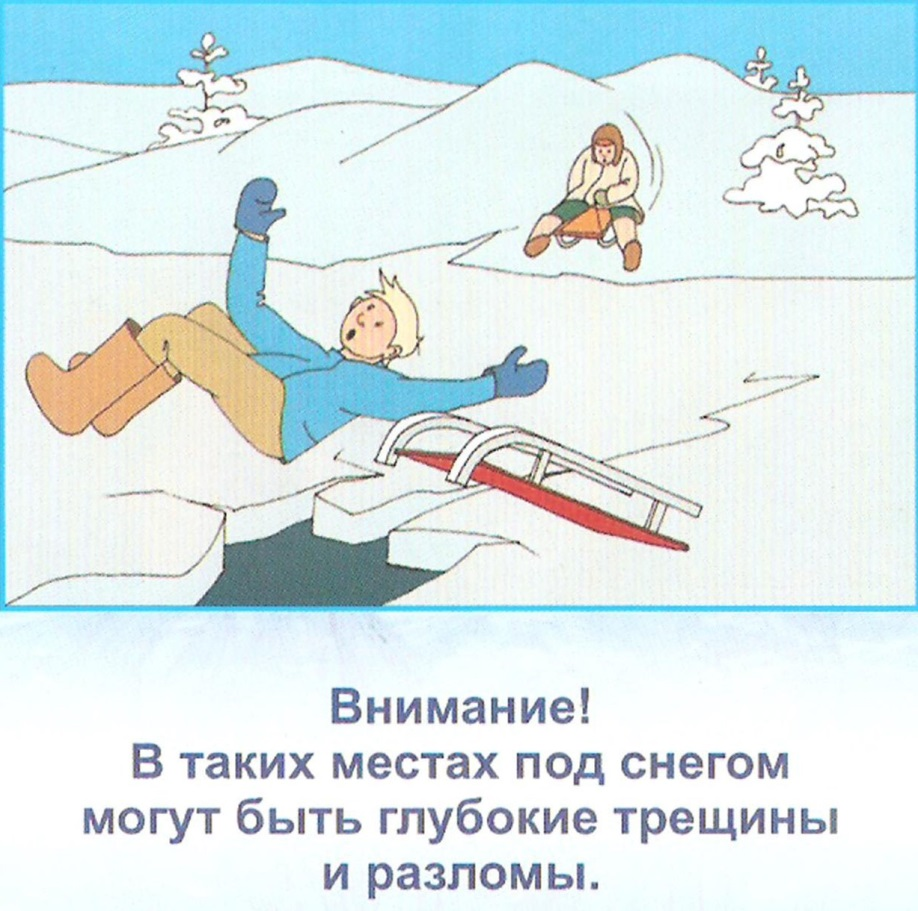 Внимание!
В таких местах под снегом
могут быть глубокие трещины
и разломы.